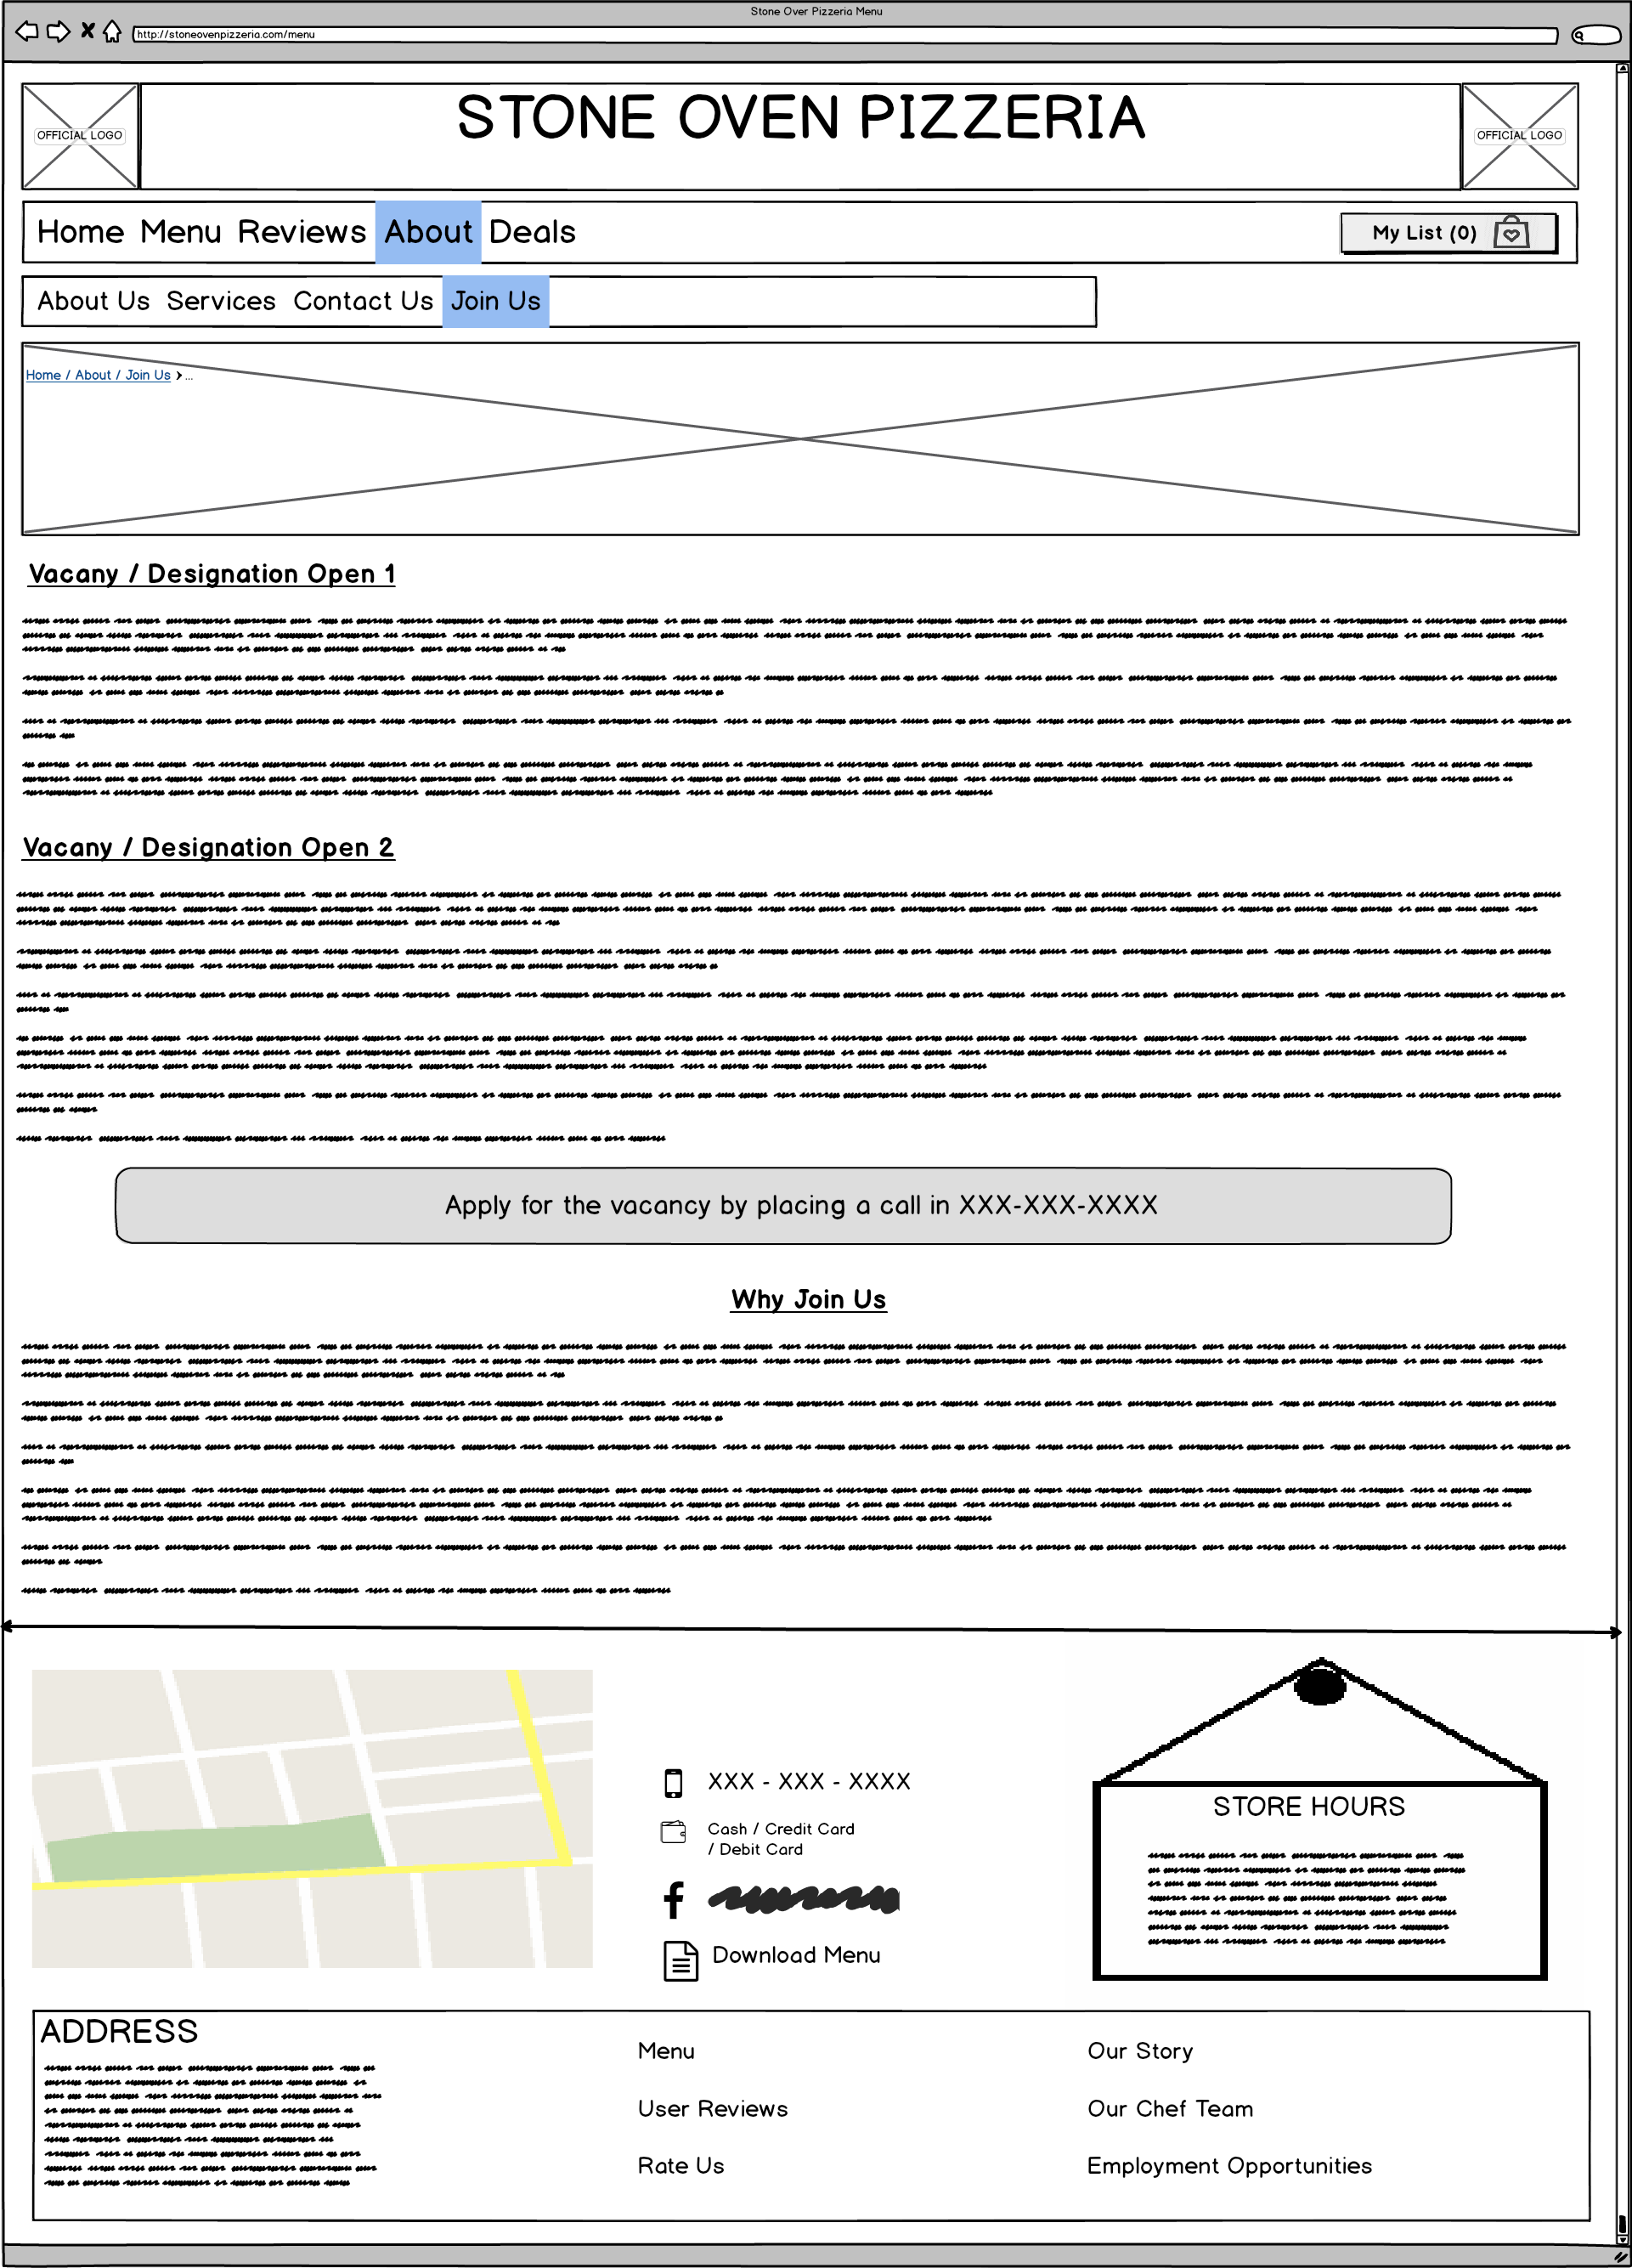 Stone Over Pizzeria Menu
http://stoneovenpizzeria.com/menu
OFFICIAL LOGO
STONE OVEN PIZZERIA
OFFICIAL LOGO
Home Menu Reviews About Deals
My List (0)
About Us Services Contact Us Join Us
Home / About / Join Us > ...
Vacany / Designation Open 1
Vacany / Designation Open 2
Apply for the vacancy by placing a call in XXX-XXX-XXXX
Why Join Us
XXX - XXX - XXXX
Cash / Credit Card
/ Debit Card
Download Menu
STORE HOURS
ADDRESS
Menu
User Reviews
Rate Us
Our Story
Our Chef Team
Employment Opportunities